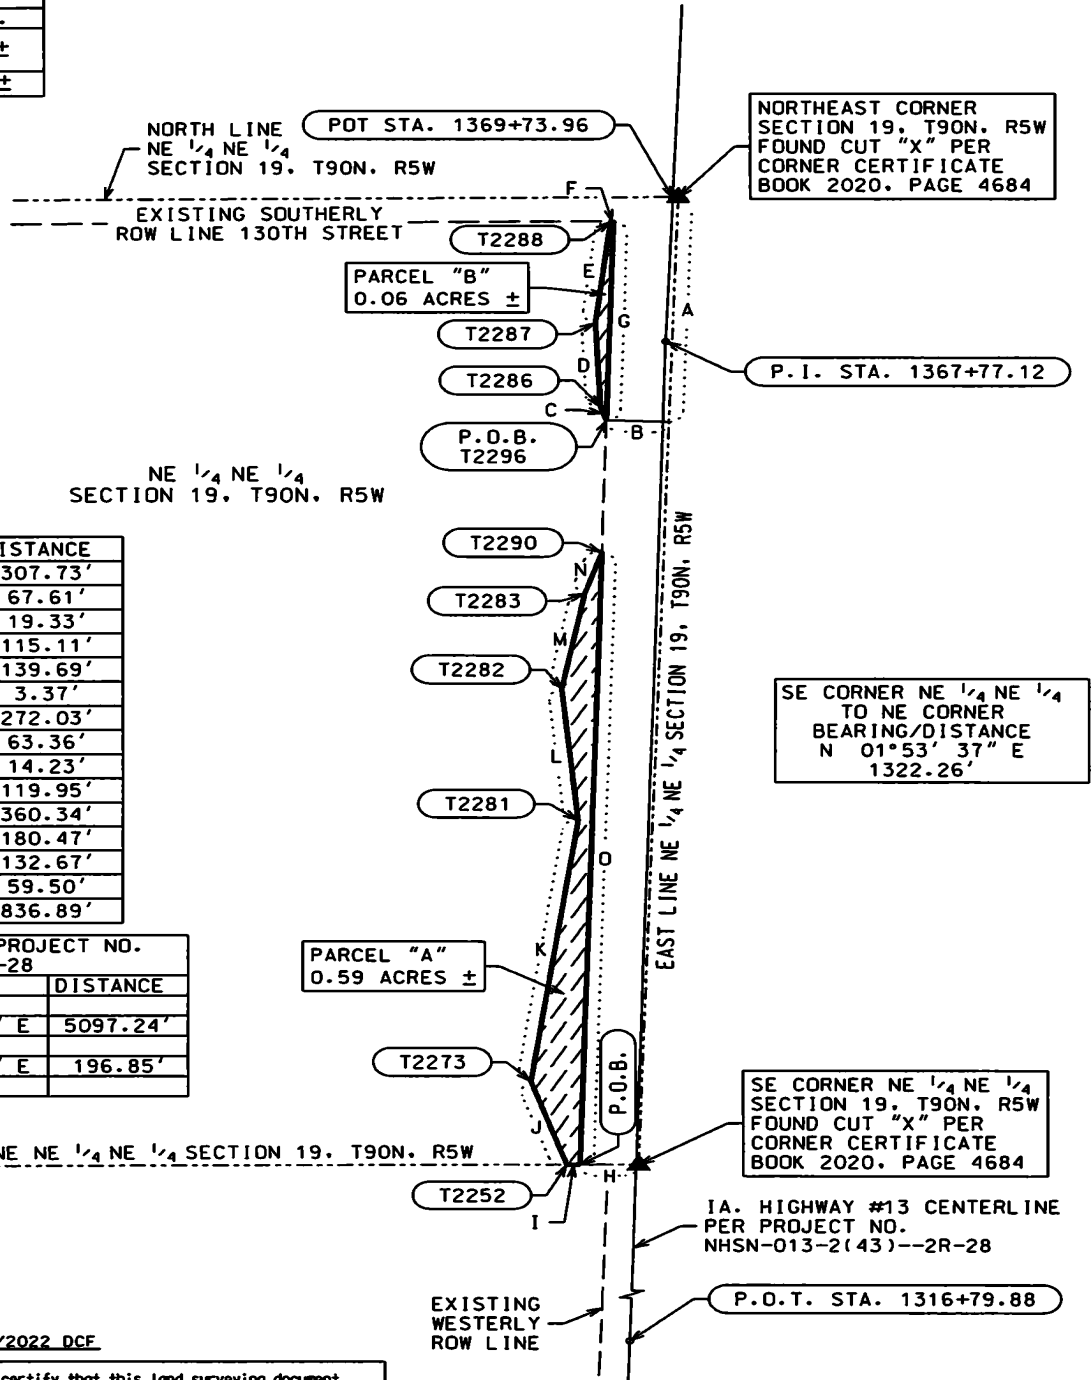 .
±
±
NORTH LINE
NE 1/4 NE 1/4
SECTION 19, T90N, R5W
POT STA. 1369+73.96
NORTHEAST CORNER
SECTION 19, T90N, R5W
FOUND CUT "X" PER
CORNER CERTIFICATE
BOOK 2020, PAGE 4684
EXISTING SOUTHERLY
ROW LINE 130TH STREET
F
T2288
PARCEL "B"
0.06 ACRES ±
E
G
A
T2287
D
P.I. STA. 1367+77.12
T2286
C
B
P.O.B.
T2296
NE 1/4 NE 1/4
SECTION 19, T90N, R5W
ISTANCE
307.73'
67.61'
19.33'
115.11'
139.69'
3.37'
272.03'
63.36'
14.23'
119.95'
360.34'
180.47'
132.67'
59.50'
836.89'
T2290
N
T2283
M
T2282
L
T2281
O
EAST LINE NE 1/4 NE 1/4 SECTION 19, T90N, R5W
SE CORNER NE 1/4 NE 1/4
TO NE CORNER
BEARING/DISTANCE
N 01°53' 37" E
1322.26'
PROJECT NO.
-28
DISTANCE
' E 5097.24'
' E 196.85'
PARCEL "A"
0.59 ACRES ±
K
T2273
J
P.O.B.
SE CORNER NE 1/4 NE 1/4
SECTION 19, T90N, R5W
FOUND CUT "X" PER
CORNER CERTIFICATE
BOOK 2020, PAGE 4684
NE NE 1/4 NE 1/4 SECTION 19, T90N, R5W
H
T2252
I
IA. HIGHWAY #13 CENTERLINE
PER PROJECT NO.
NHSN-013-2(43)--2R-28
EXISTING
WESTERLY
ROW LINE
P.O.T. STA. 1316+79.88
/2022 DCF
certify that this land surveying document